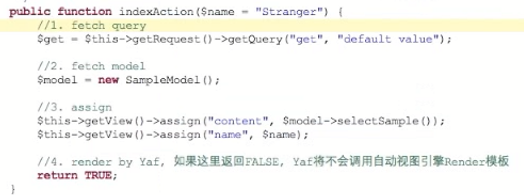 public function indexAction($name = "Stranger") {
//1. fetch query
$get = $this->getRequest()->getQuery("get", "default value");
//2. fetch model
$model = new SampleModel();
//3. assign
$this->getView()->assign("content", $model->selectSample());
$this->getView()->assign("name", $name);
//4. render by Yaf, 如果这里返回FALSE, Yaf将不会调用自动视图引擎Render模板
return TRUE;
}